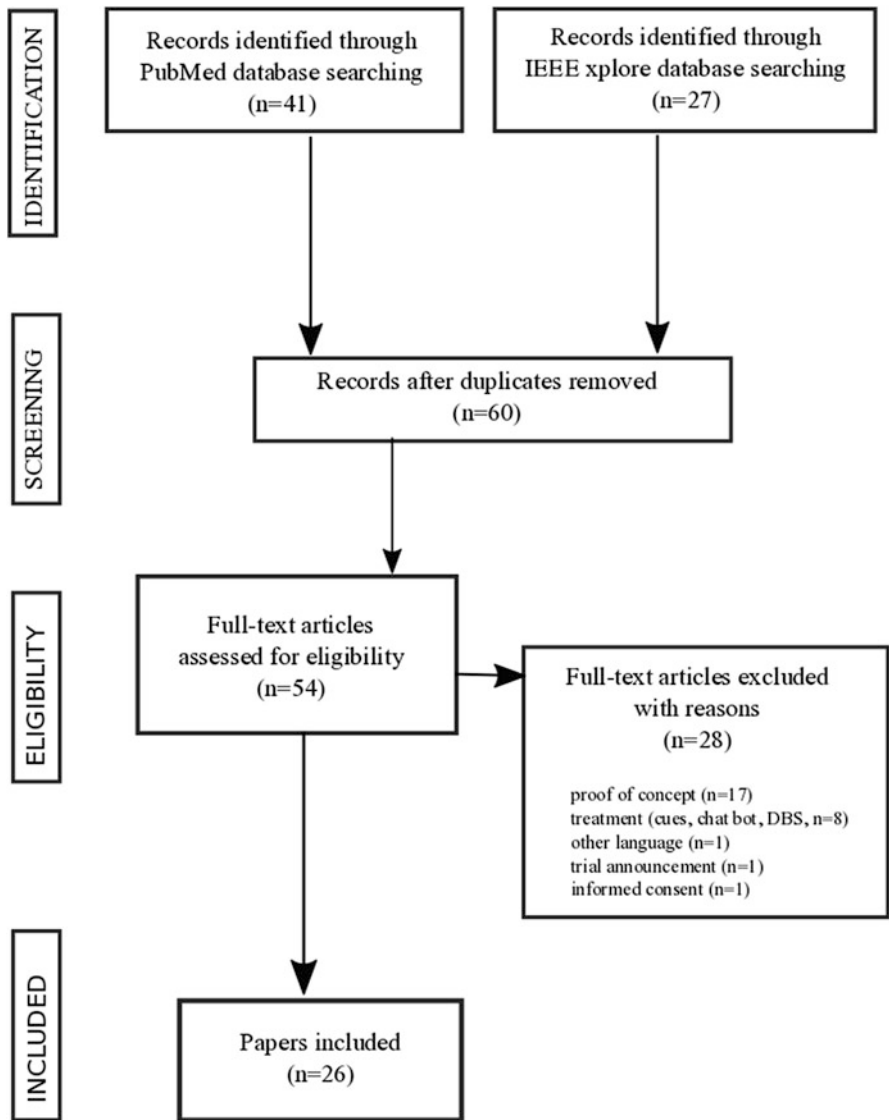 IDENTIFICATION
Records identified through
PubMed database searching
(n=41)
Records identified through
IEEE xplore database searching
(n=27)
SCREENING
Records after duplicates removed
(n=60)
ELIGIBILITY
Full-text articles
assessed for eligibility
(n=54)
Full-text articles excluded
with reasons
(n=28)
proof of concept (n=17)
treatment (cues, chat bot, DBS, n=8)
other language (n=1)
trial announcement (n=1)
informed consent (n=1)
INCLUDED
Papers included
(n=26)